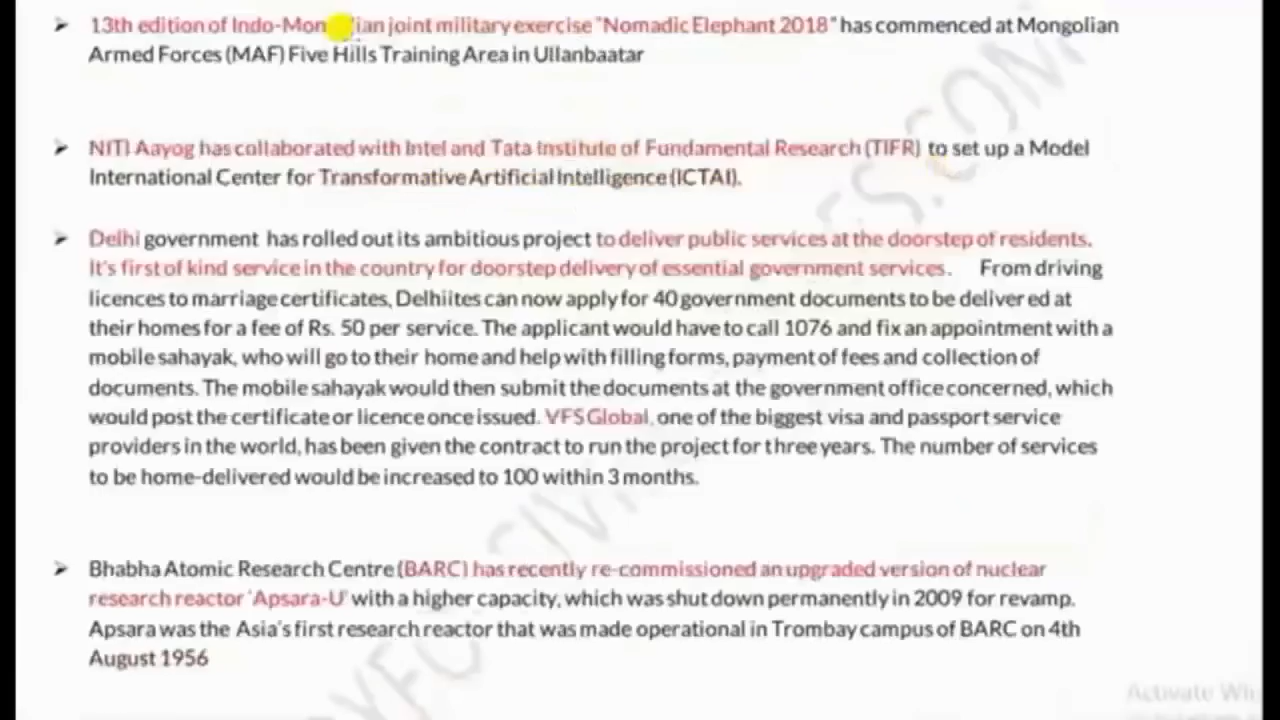 ➤ 13th edition of Indo-Mon ian joint military exercise "Nomadic Elephant 2018" has commenced at Mongolian
Armed Forces (MAF) Five Hills Training Area in Ullanbaatar
➤ NITI Aayog has collaborated with Intel and Tata Institute of Fundamental Research (TIFR) to set up a Model
International Center for Transformative Artificial Intelligence (ICTAI).
➤ Delhi government has rolled out its ambitious project to deliver public services at the doorstep of residents.
It's first of kind service in the country for doorstep delivery of essential government services. From driving
licences to marriage certificates, Delhiites can now apply for 40 government documents to be deliver ed at
their homes for a fee of Rs. 50 per service. The applicant would have to call 1076 and fix an appointment with a
mobile sahayak, who will go to their home and help with filling forms, payment of fees and collection of
documents. The mobile sahayak would then submit the documents at the government office concerned, which
would post the certificate or licence once issued. VFS Global, one of the biggest visa and passport service
providers in the world, has been given the contract to run the project for three years. The number of services
to be home-delivered would be increased to 100 within 3 months.
➤ Bhabha Atomic Research Centre (BARC) has recently re-commissioned an upgraded version of nuclear
research reactor 'Apsara-U' with a higher capacity, which was shut down permanently in 2009 for revamp.
Apsara was the Asia's first research reactor that was made operational in Trombay campus of BARC on 4th
August 1956
Activate Wi